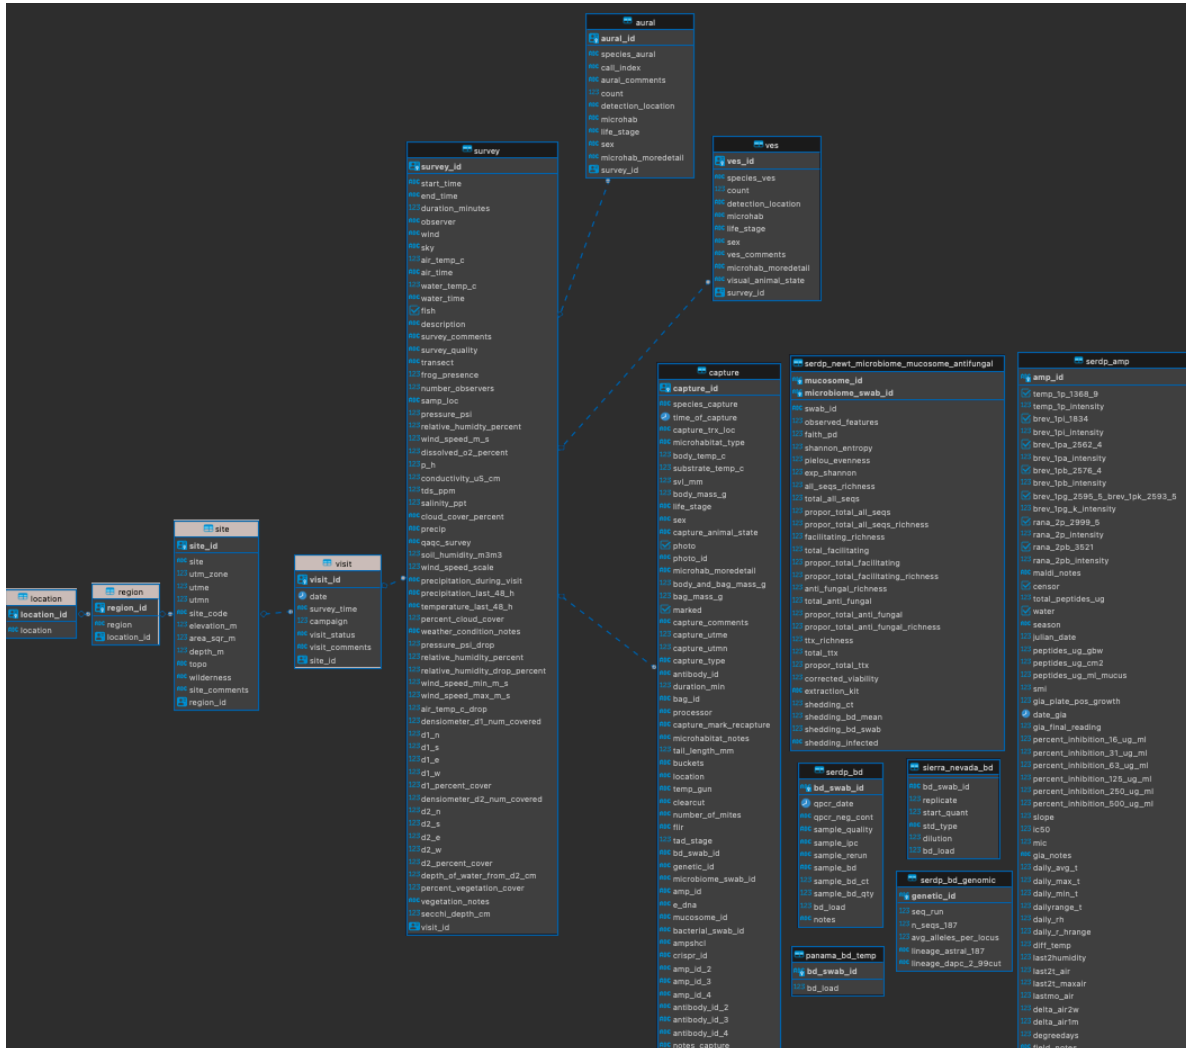 aural
aural_id
species_aural
call_index
aural_comments
count
detection_location
microhab
life_stage
sex
microhab_moredetail
survey_id
ves
ves_id
species_ves
count
detection_location
microhab
life_stage
sex
ves_comments
microhab_moredetail
visual_animal_state
survey_id
survey
survey_id
start_time
end_time
duration_minutes
observer
wind
sky
air_temp_c
air_time
water_temp_c
water_time
fish
description
survey_comments
survey_quality
transect
frog_presence
number_observers
samp_loc
pressure_psi
relative_humidity_percent
wind_speed_m_s
dissolved_o2_percent
p_h
conductivity_uS_cm
tds_ppm
salinity_ppt
cloud_cover_percent
precip
qaqc_survey
soil_humidity_m3m3
wind_speed_scale
precipitation_during_visit
precipitation_last_48_h
temperature_last_48_h
percent_cloud_cover
weather_condition_notes
pressure_psi_drop
relative_humidity_percent
relative_humidity_drop_percent
wind_speed_min_m_s
wind_speed_max_m_s
air_temp_c_drop
densiometer_d1_num_covered
d1_n
d1_s
d1_e
d1_w
d1_percent_cover
densiometer_d2_num_covered
d2_n
d2_s
d2_e
d2_w
d2_percent_cover
depth_of_water_from_d2_cm
percent_vegetation_cover
vegetation_notes
secchi_depth_cm
visit_id
location
location_id
location
region
region_id
region
location_id
site
site_id
site
utm_zone
utme
utmn
site_code
elevation_m
area_sqr_m
depth_m
topo
wilderness
site_comments
region_id
visit
visit_id
date
survey_time
campaign
visit_status
visit_comments
site_id
capture
capture_id
species_capture
time_of_capture
capture_trx_loc
microhabitat_type
body_temp_c
substrate_temp_c
svl_mm
body_mass_g
life_stage
sex
capture_animal_state
photo
photo_id
microhab_moredetail
body_and_bag_mass_g
bag_mass_g
marked
capture_comments
capture_utme
capture_utmn
capture_type
antibody_id
duration_min
bag_id
processor
capture_mark_recapture
microhabitat_notes
tail_length_mm
buckets
location
temp_gun
clearcut
number_of_mites
flir
tad_stage
bd_swab_id
genetic_id
microbiome_swab_id
amp_id
e_dna
mucosome_id
bacterial_swab_id
ampshcl
crispr_id
amp_id_2
amp_id_3
amp_id_4
antibody_id_2
antibody_id_3
antibody_id_4
notes_capture
serdp_newt_microbiome_mucosome_antifungal
mucosome_id
microbiome_swab_id
swab_id
observed_features
faith_pd
shannon_entropy
pielou_evenness
exp_shannon
all_seqs_richness
total_all_seqs
propor_total_all_seqs
propor_total_all_seqs_richness
facilitating_richness
total_facilitating
propor_total_facilitating
propor_total_facilitating_richness
anti_fungal_richness
total_anti_fungal
propor_total_anti_fungal
propor_total_anti_fungal_richness
ttx_richness
total_ttx
propor_total_ttx
corrected_viability
extraction_kit
shedding_ct
shedding_bd_mean
shedding_bd_swab
shedding_infected
serdp_bd
bd_swab_id
qpcr_date
qpcr_neg_cont
sample_quality
sample_ipc
sample_rerun
sample_bd
sample_bd_ct
sample_bd_qty
bd_load
notes
sierra_nevada_bd
bd_swab_id
replicate
start_quant
std_type
dilution
bd_load
serdp_bd_genomic
genetic_id
seq_run
n_seqs_187
avg_alleles_per_locus
lineage_astral_187
lineage_dapc_2_99cut
panama_bd_temp
bd_swab_id
bd_load
serdp_amp
amp_id
temp_1p_1368_9
temp_1p_intensity
brev_1pi_1834
brev_1pi_intensity
brev_1pa_2562_4
brev_1pa_intensity
brev_1pb_2576_4
brev_1pb_intensity
brev_1pg_2595_5_brev_1pk_2593_5
brev_1pg_k_intensity
rana_2p_2999_5
rana_2p_intensity
rana_2pb_3521
rana_2pb_intensity
maldi_notes
censor
total_peptides_ug
water
season
julian_date
peptides_ug_gbw
peptides_ug_cm2
peptides_ug_ml_mucus
smi
gia_plate_pos_growth
date_gia
gia_final_reading
percent_inhibition_16_ug_ml
percent_inhibition_31_ug_ml
percent_inhibition_63_ug_ml
percent_inhibition_125_ug_ml
percent_inhibition_250_ug_ml
percent_inhibition_500_ug_ml
slope
ic50
mic
gia_notes
daily_avg_t
daily_max_t
daily_min_t
dailyrange_t
daily_rh
daily_r_hrange
diff_temp
last2humidity
last2t_air
last2t_maxair
lastmo_air
delta_air2w
delta_air1m
degreedays
field_notes